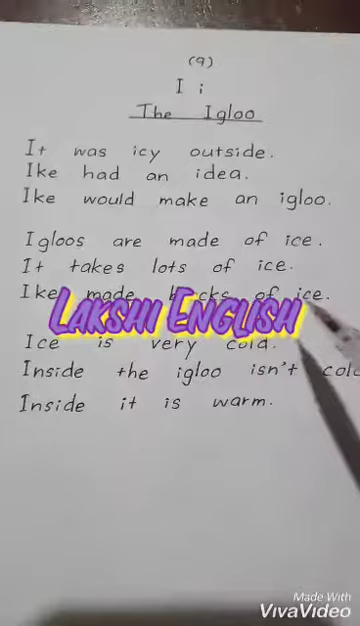 (9)
I i
The Igloo
It was icy outside.
Ike had an idea.
Ike would make an igloo.
Igloos are made of ice.
It takes lots of ice.
Ike made of ice.
LAKSHI ENGLISH
Ice is very cold.
Inside the igloo isn't col
Inside it is warm.
Made With
VivaVideo